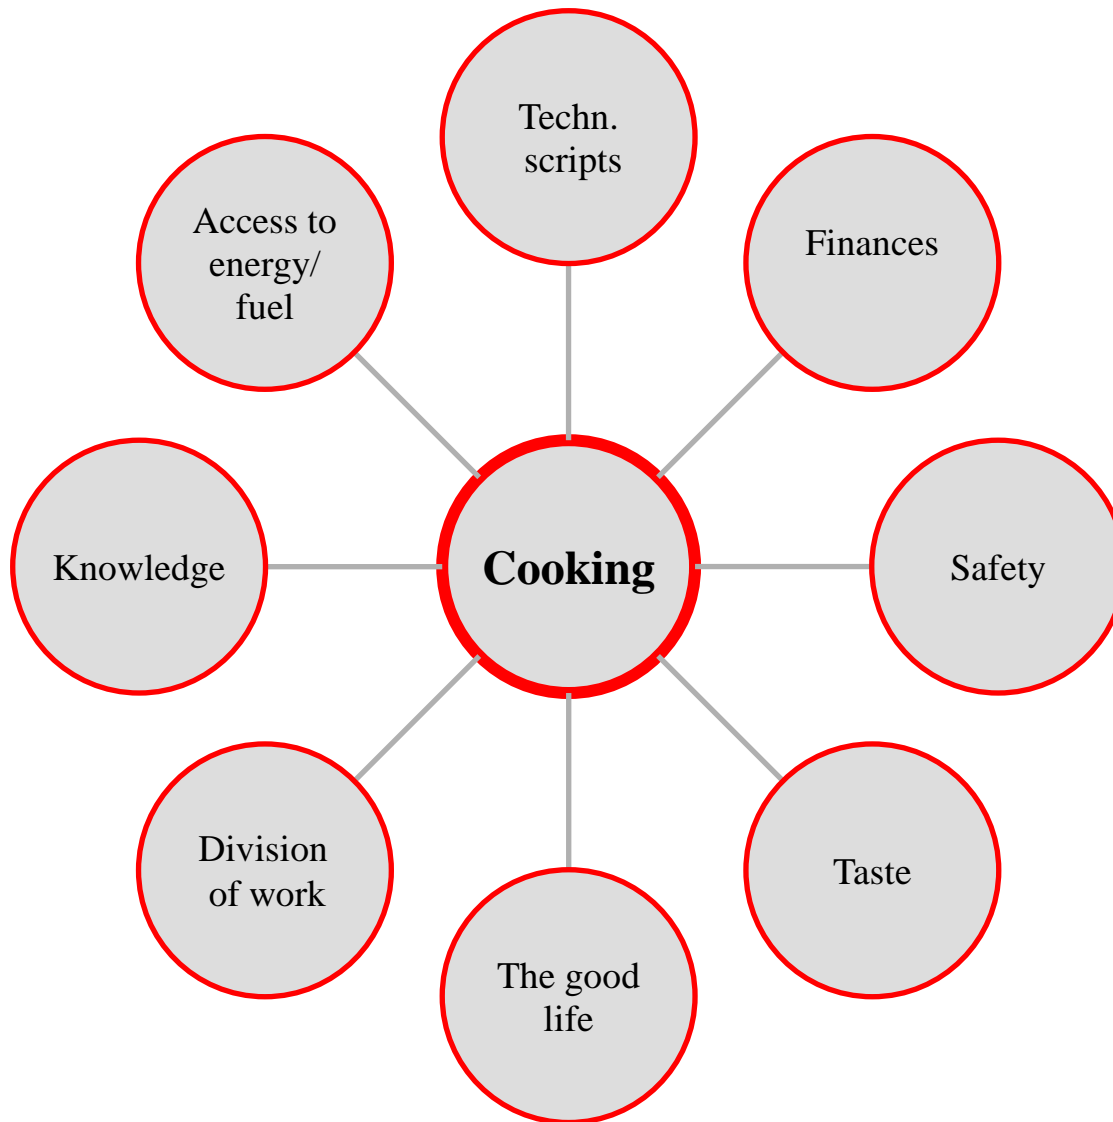 Techn.
scripts
Finances
Safety
Taste
The good
life
Division
of work
Knowledge
Access to
energy/
fuel
Cooking